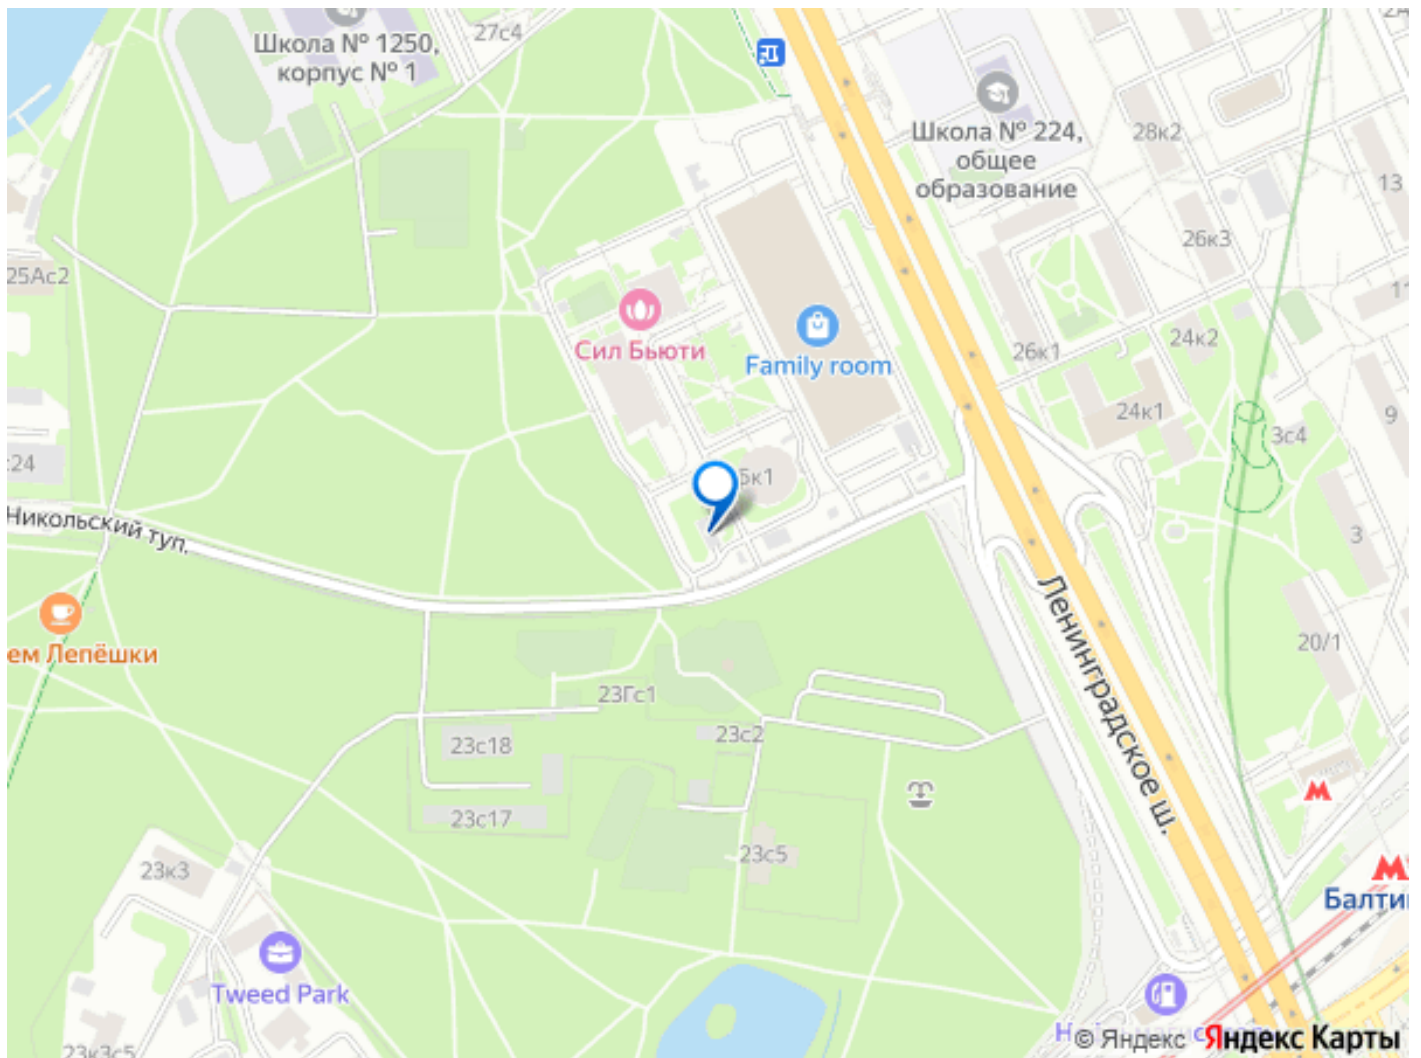 27с4
Школа № 1250,
корпус № 1
Школа № 224,
общее
образование
28к2
13
26к3
25Ас2
Сил Бьюти
Family room
26к1
24к2
24к1
9
3с4
с24
5к1
3
Никольский туп.
Ленинградское ш.
20/1
ем Лепёшки
23Гс1
23с2
23с18
23с17
23с5
23к3
Балти
Tweed Park
23к3с5
© Яндекс Яндекс Карты